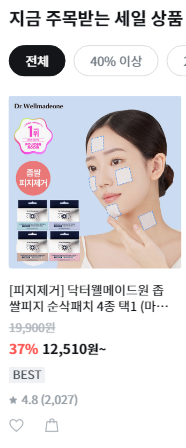 지금 주목받는 세일 상품
전체
40% 이상
Dr.Wellmadeone
1위
좁쌀
피지제거
[피지제거] 닥터웰메이드원 좁
쌀피지 순삭패치 4종 택1 (마…
19,900원
37% 12,510원~
BEST
★ 4.8 (2,027)